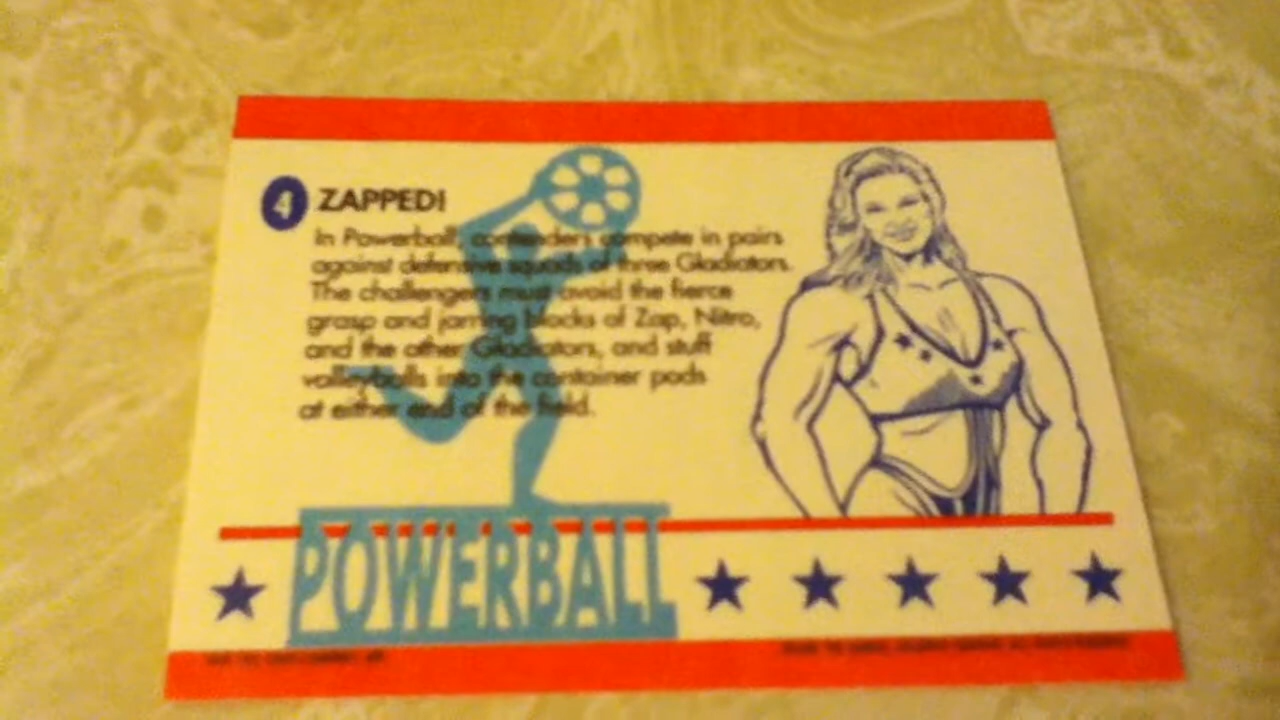 4 ZAPPED!
In Powerball, contenders compete in pairs
against defensive squads of three Gladiators.
The challengers must avoid the fierce
grasp and jarring blocks of Zap, Nitro,
and the other Gladiators, and stuff
volleyballs into the container pods
at either end of the field.
POWERBALL